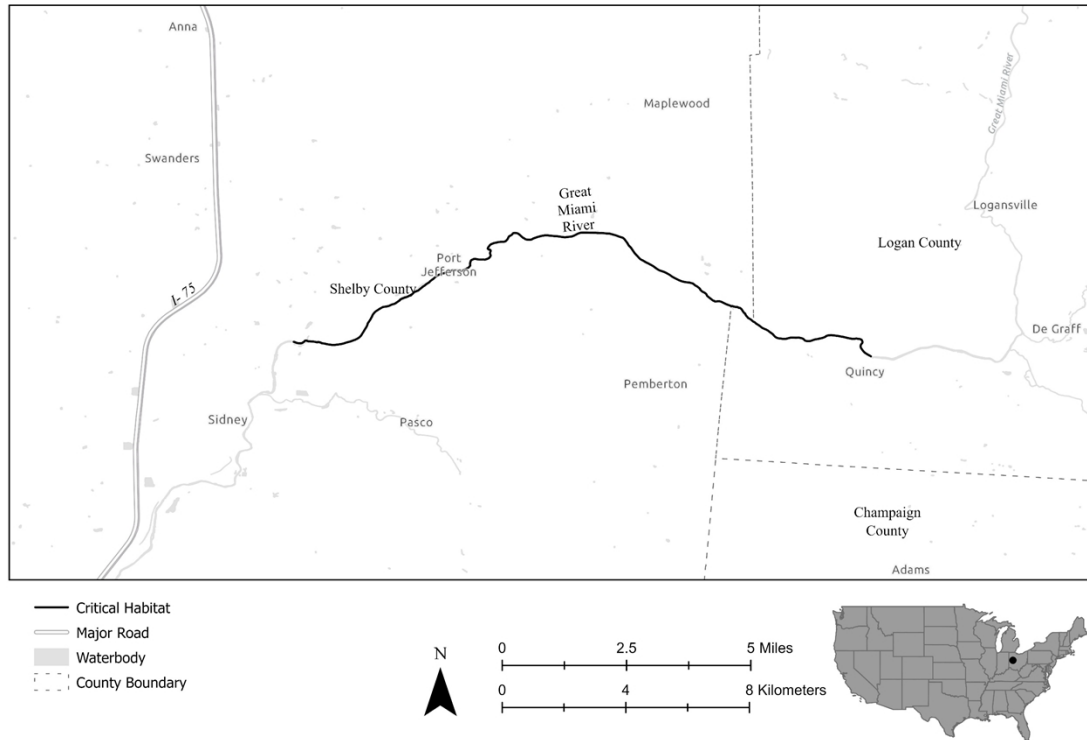 Anna
Maplewood
Great Miami River
Swanders
Great
Miami
River
Logansville
Logan County
Port
Jefferson
Shelby County
I- 75
De Graff
Quincy
Pemberton
Sidney
Pasco
Champaign
County
Adams
Critical Habitat
Major Road
Waterbody
County Boundary
N
0 2.5 5 Miles
0 4 8 Kilometers